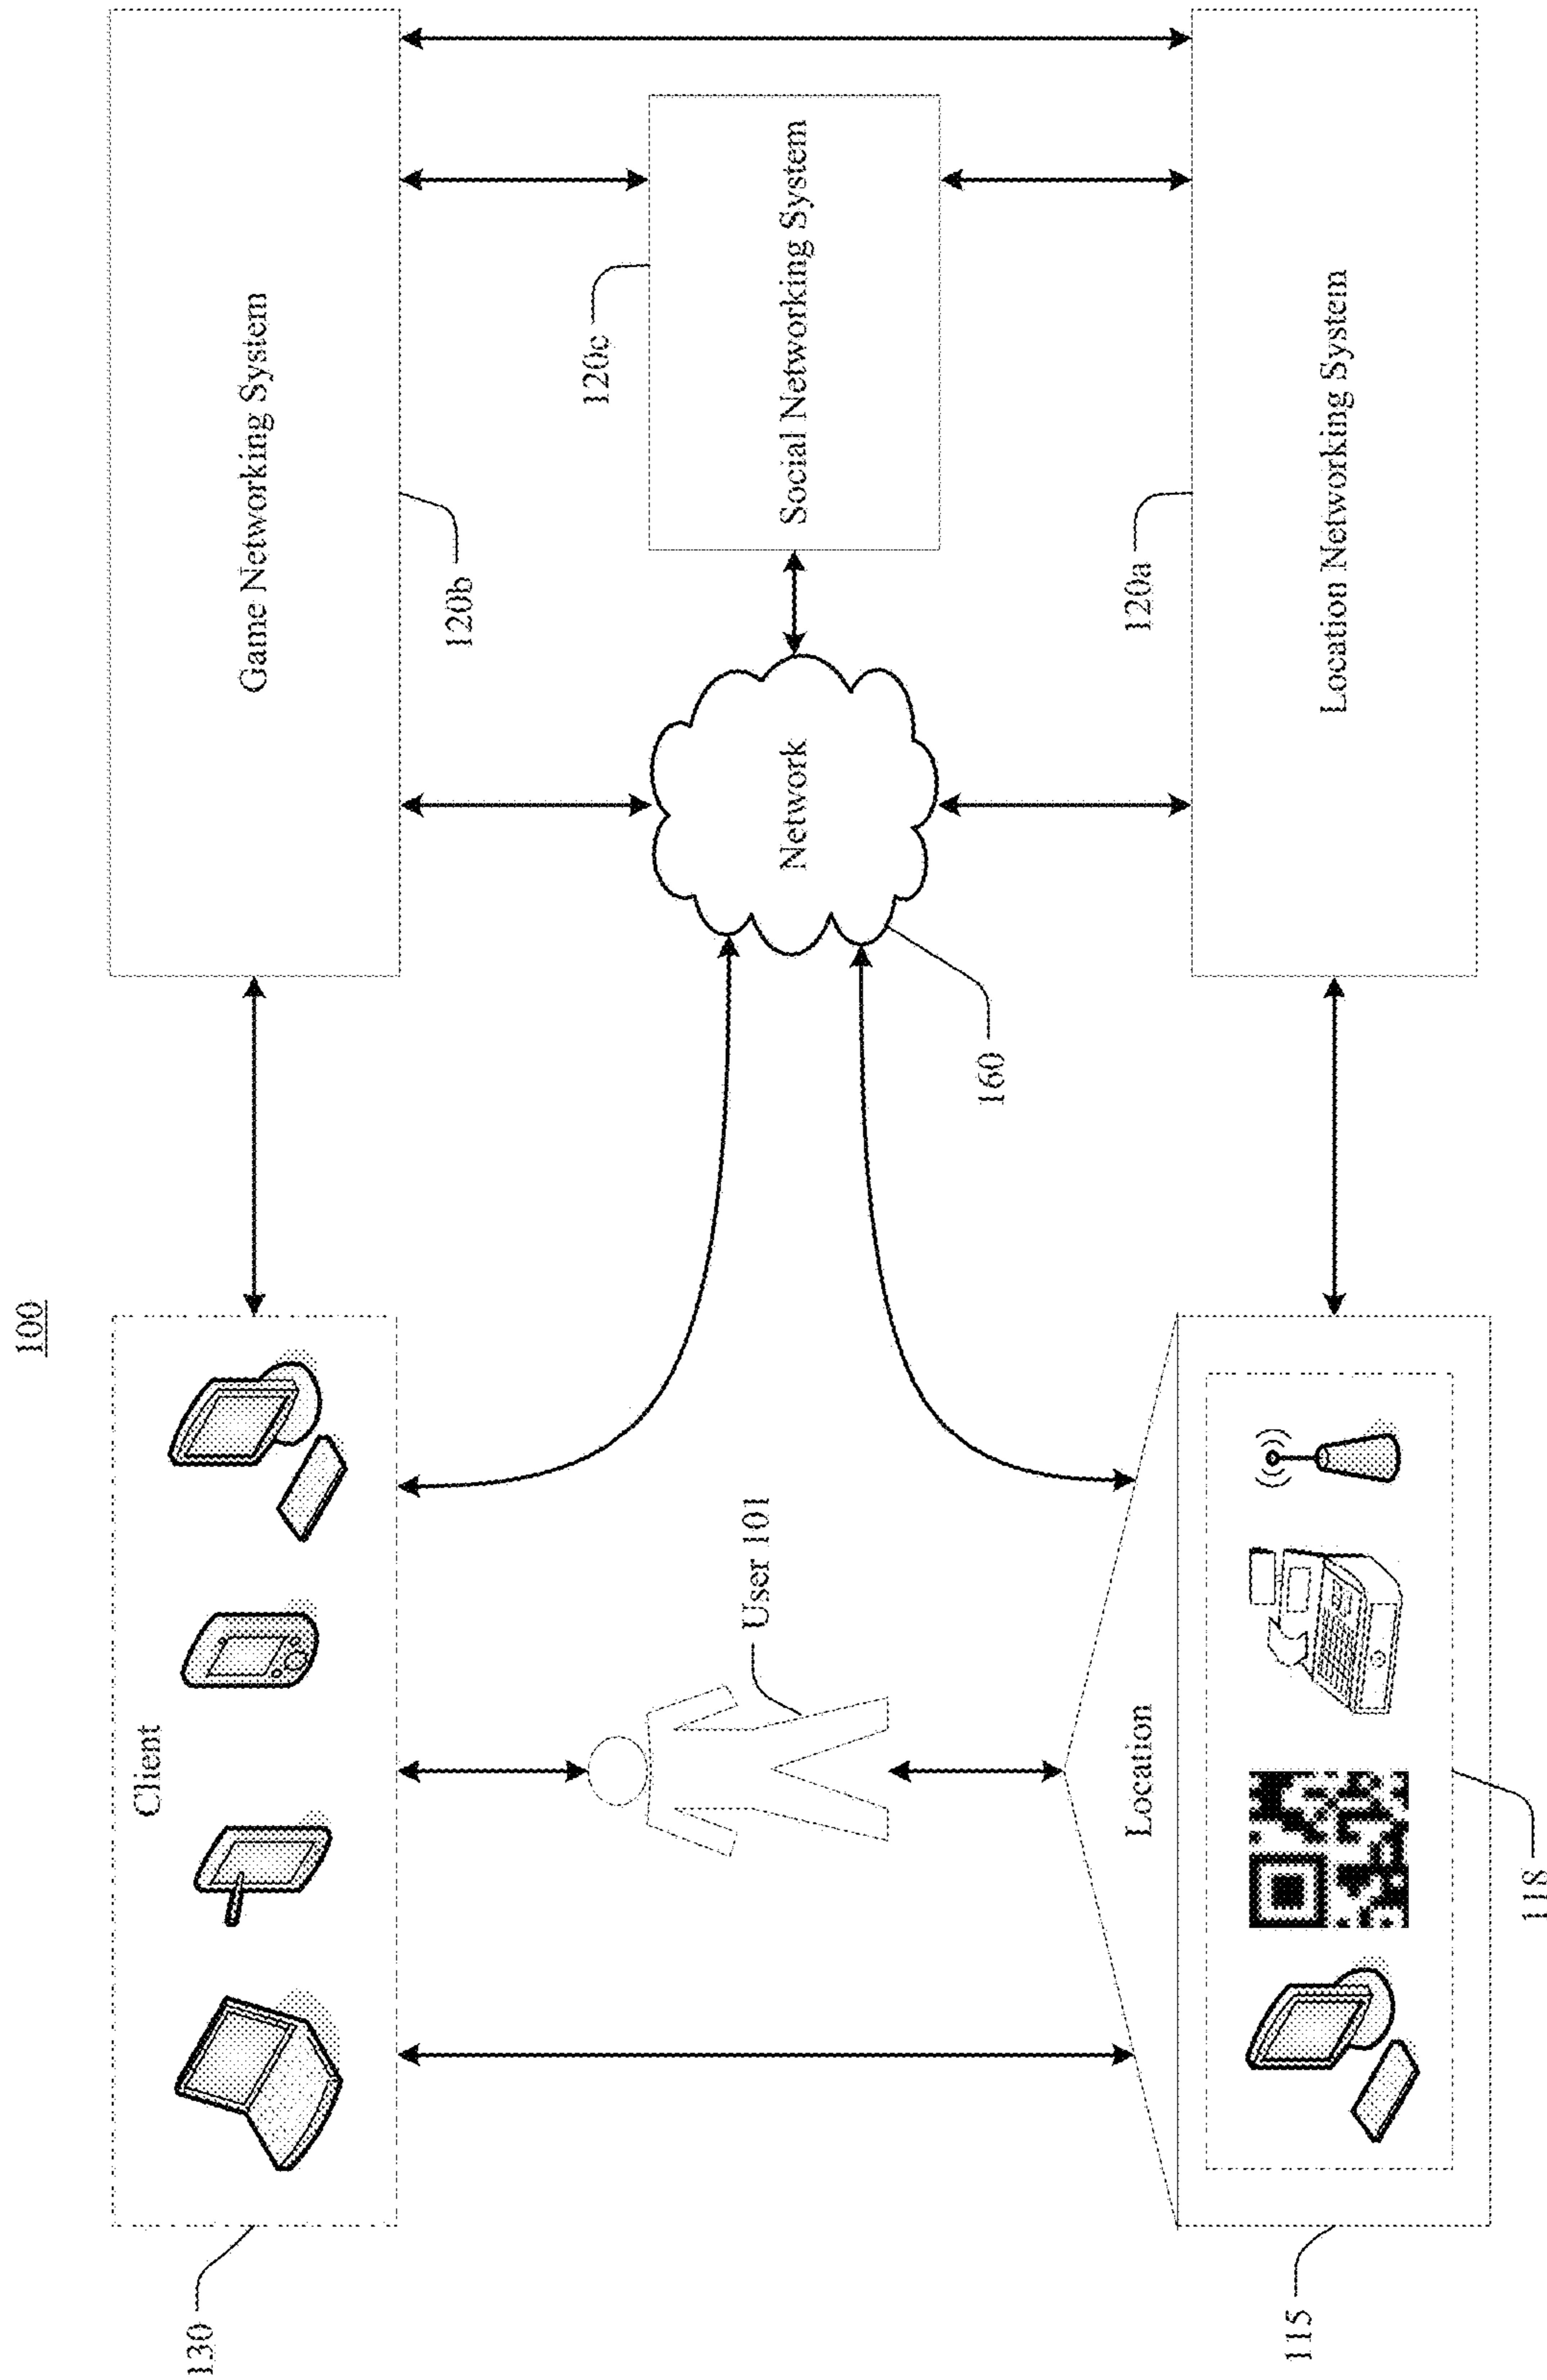 100
130
Client
Game Networking System
120b
120c
Social Networking System
User 101
Network
160
120a
Location
Location Networking System
115
118